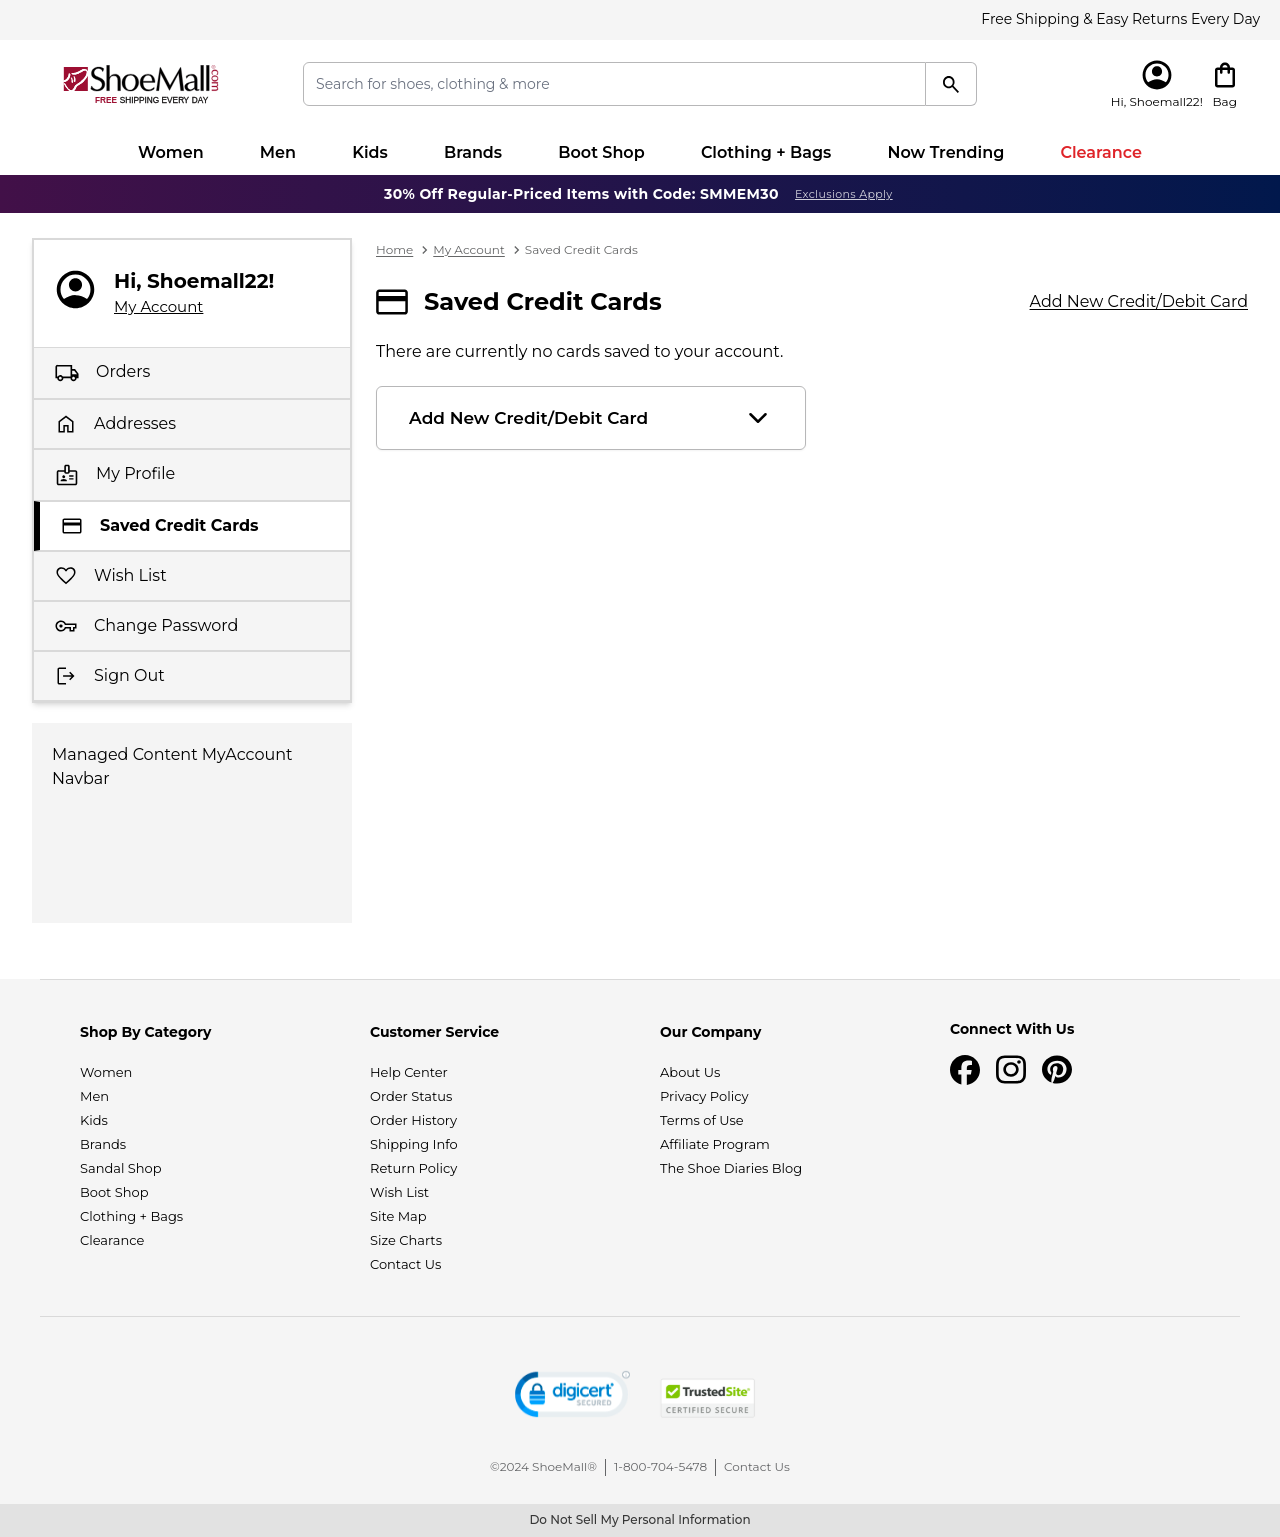 Free Shipping & Easy Returns Every Day
ShoeMall.com
FREE SHIPPING EVERY DAY
Search for shoes, clothing & more
Hi, Shoemall22!
Bag
Women Men Kids Brands Boot Shop Clothing + Bags Now Trending Clearance
30% Off Regular-Priced Items with Code: SMMEM30 Exclusions Apply
Hi, Shoemall22!
My Account
Orders
Addresses
My Profile
Saved Credit Cards
Wish List
Change Password
Sign Out
Managed Content MyAccount
Navbar
Home > My Account > Saved Credit Cards
Saved Credit Cards
Add New Credit/Debit Card
There are currently no cards saved to your account.
Add New Credit/Debit Card
Shop By Category
Women
Men
Kids
Brands
Sandal Shop
Boot Shop
Clothing + Bags
Clearance
Customer Service
Help Center
Order Status
Order History
Shipping Info
Return Policy
Wish List
Site Map
Size Charts
Contact Us
Our Company
About Us
Privacy Policy
Terms of Use
Affiliate Program
The Shoe Diaries Blog
Connect With Us
digicert
SECURED
TrustedSite
CERTIFIED SECURE
©2024 ShoeMall® | 1-800-704-5478 | Contact Us
Do Not Sell My Personal Information